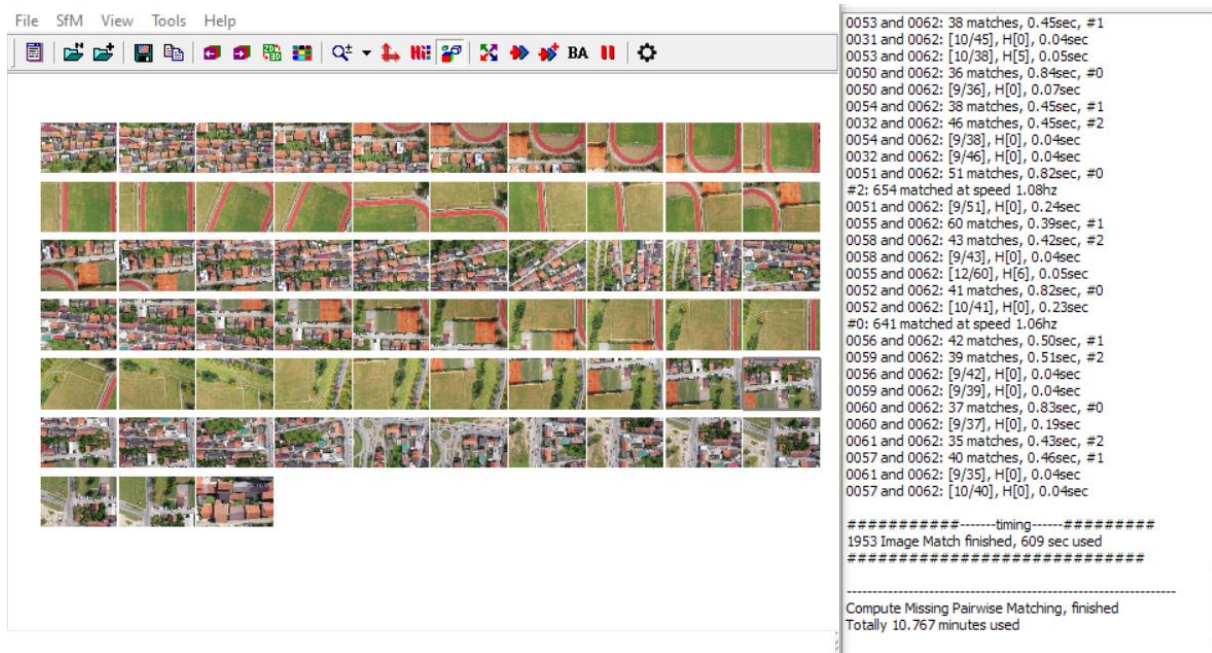 File SfM View Tools Help
BA
0053 and 0062: 38 matches, 0.45sec, #1
0031 and 0062: [10/45], H[0], 0.04sec
0053 and 0062: [10/38], H[5], 0.05sec
0050 and 0062: 36 matches, 0.84sec, #0
0050 and 0062: [9/36], H[0], 0.07sec
0054 and 0062: 38 matches, 0.45sec, #1
0032 and 0062: 46 matches, 0.45sec, #2
0054 and 0062: [9/38], H[0], 0.04sec
0032 and 0062: [9/46], H[0], 0.04sec
0051 and 0062: 51 matches, 0.82sec, #0
#2: 654 matched at speed 1.08hz
0051 and 0062: [9/51], H[0], 0.24sec
0055 and 0062: 60 matches, 0.39sec, #1
0058 and 0062: 43 matches, 0.42sec, #2
0058 and 0062: [9/43], H[0], 0.04sec
0055 and 0062: [12/60], H[6], 0.05sec
0052 and 0062: 41 matches, 0.82sec, #0
0052 and 0062: [10/41], H[0], 0.23sec
#0: 641 matched at speed 1.06hz
0056 and 0062: 42 matches, 0.50sec, #1
0059 and 0062: 39 matches, 0.51sec, #2
0056 and 0062: [9/42], H[0], 0.04sec
0059 and 0062: [9/39], H[0], 0.04sec
0060 and 0062: 37 matches, 0.83sec, #0
0060 and 0062: [9/37], H[0], 0.19sec
0061 and 0062: 35 matches, 0.43sec, #2
0057 and 0062: 40 matches, 0.46sec, #1
0061 and 0062: [9/35], H[0], 0.04sec
0057 and 0062: [10/40], H[0], 0.04sec
###########-------timing------#########
1953 Image Match finished, 609 sec used
#############################
----------------------------------------------------------------
Compute Missing Pairwise Matching, finished
Totally 10.767 minutes used